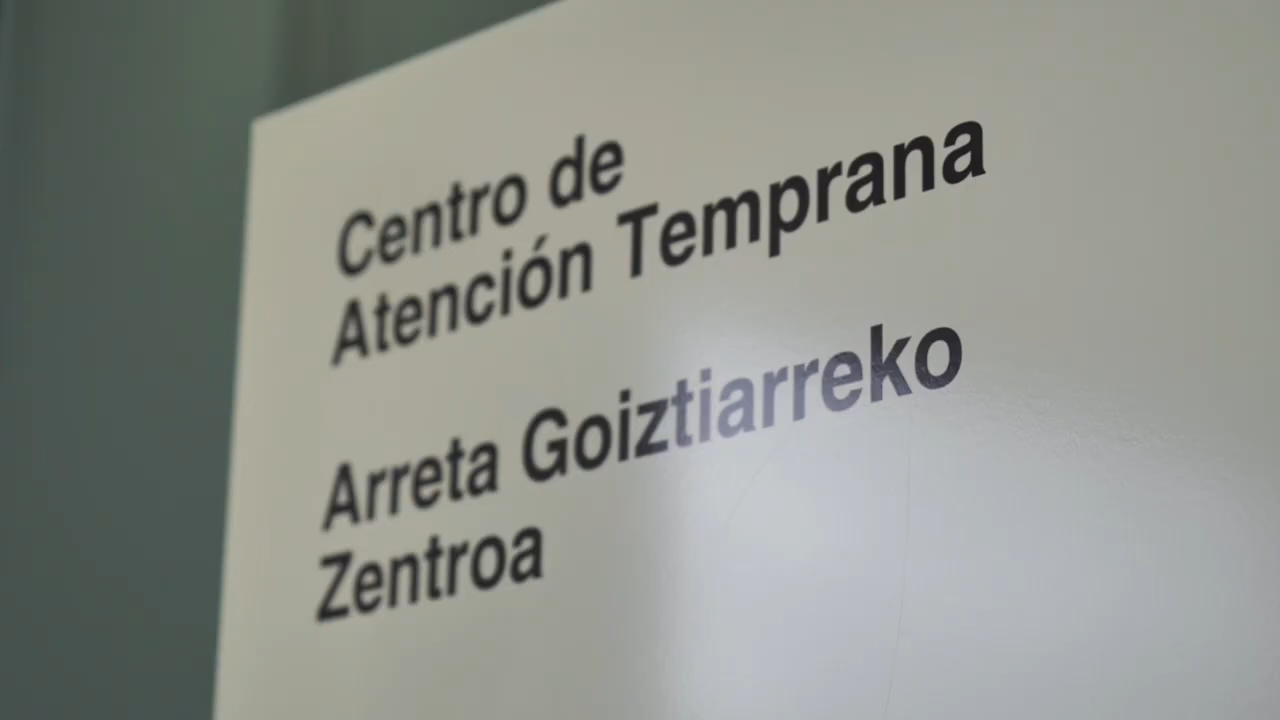 Centro de
Atención Temprana
Arreta Goiztiarreko
Zentroa